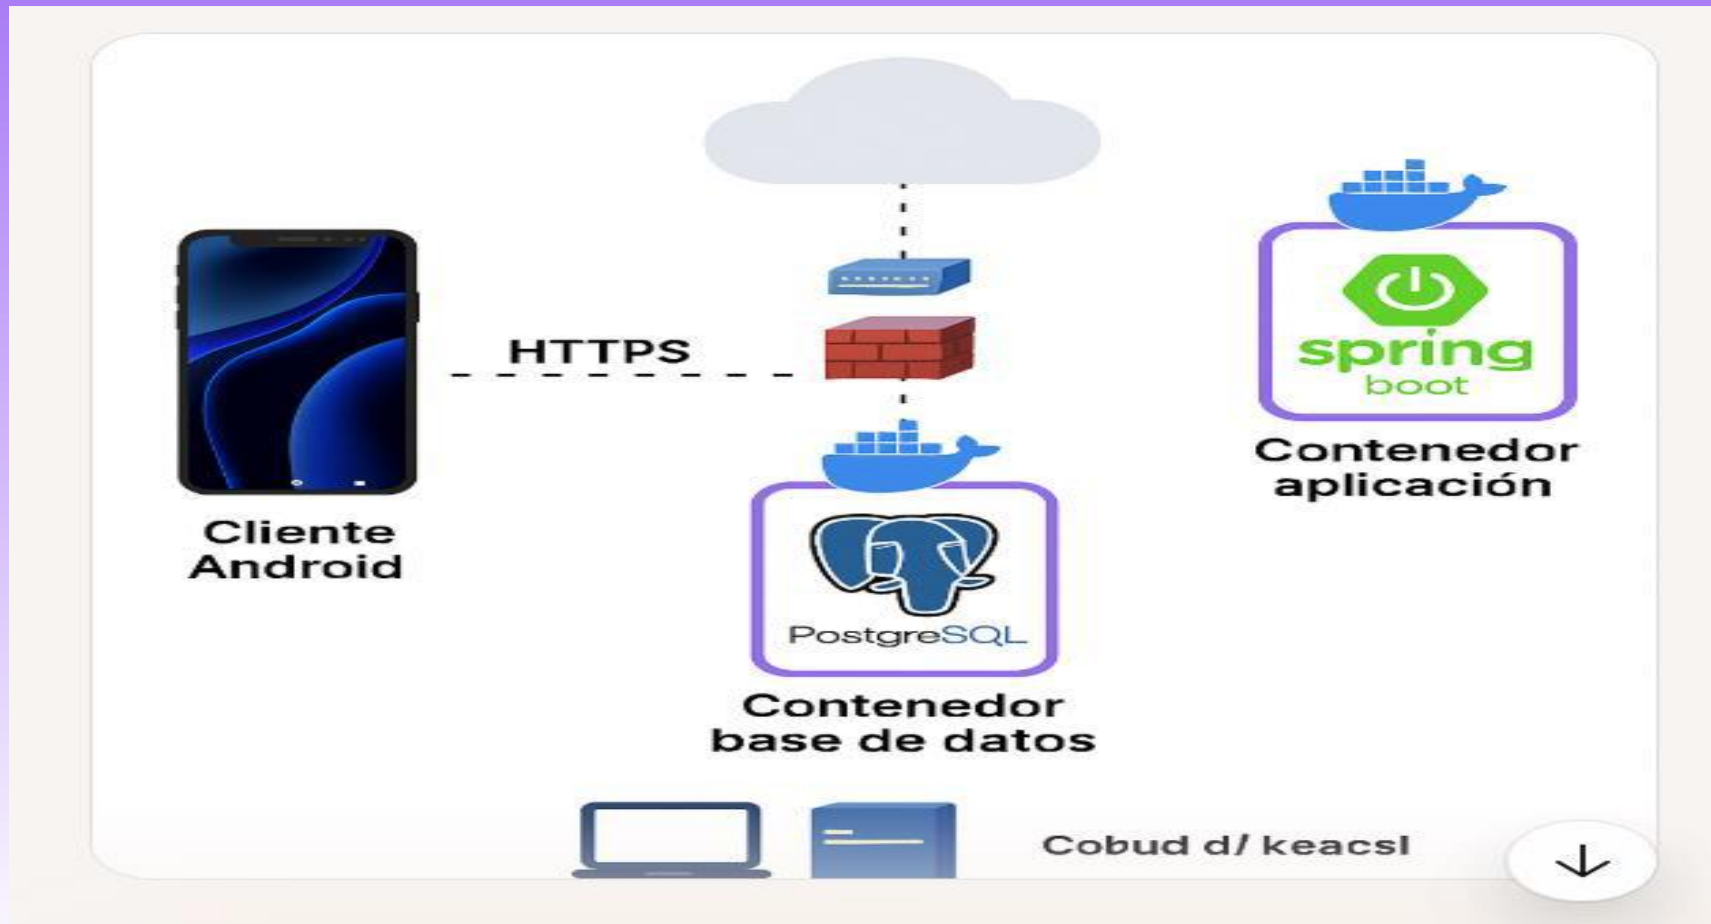 HTTPS
spring
boot
Contenedor
aplicación
Cliente
Android
PostgreSQL
Contenedor
base de datos
Cobud d/ keacsl